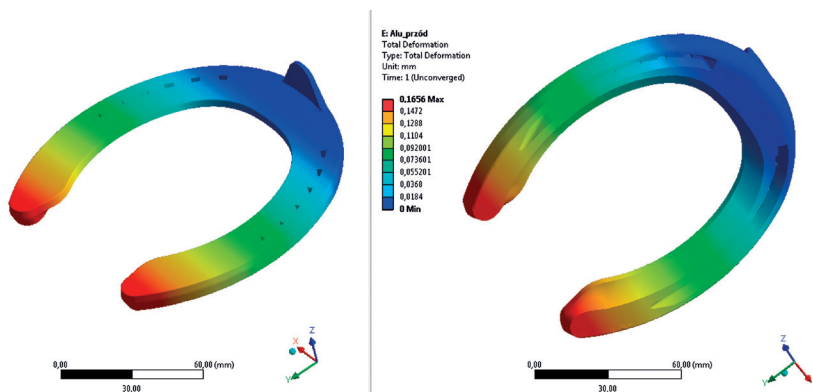 E: Alu_przód
Total Deformation
Type: Total Deformation
Unit: mm
Time: 1 (Unconverged)
0,1656 Max
0,1472
0,1288
0,1104
0,092001
0,073601
0,055201
0,0368
0,0184
0 Min
0,00
60,00 (mm)
30,00
X
Z
Y
0,00
60,00 (mm)
30,00
Z
Y